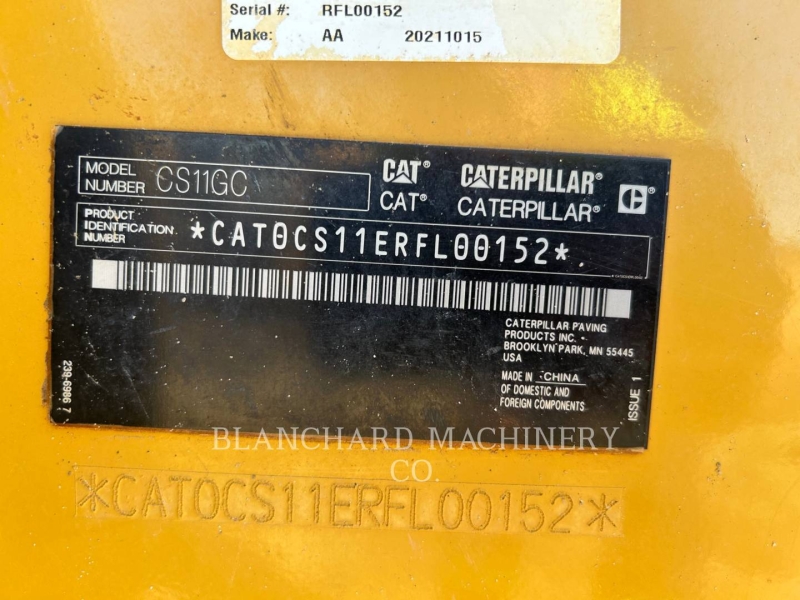 Serial #: RFL00152
Make: AA 20211015
MODEL NUMBER CS11GC
CAT® CATERPILLAR®
CAT® CATERPILLAR®
PRODUCT IDENTIFICATION NUMBER *CAT0CS11ERFL00152*
CATERPILLAR PAVING
PRODUCTS INC.
BROOKLYN PARK, MN 55445
USA
MADE IN CHINA
OF DOMESTIC AND
FOREIGN COMPONENTS
239-6986 7
ISSUE 1
BLANCHARD MACHINERY
CO.
*CAT0CS11ERFL00152*